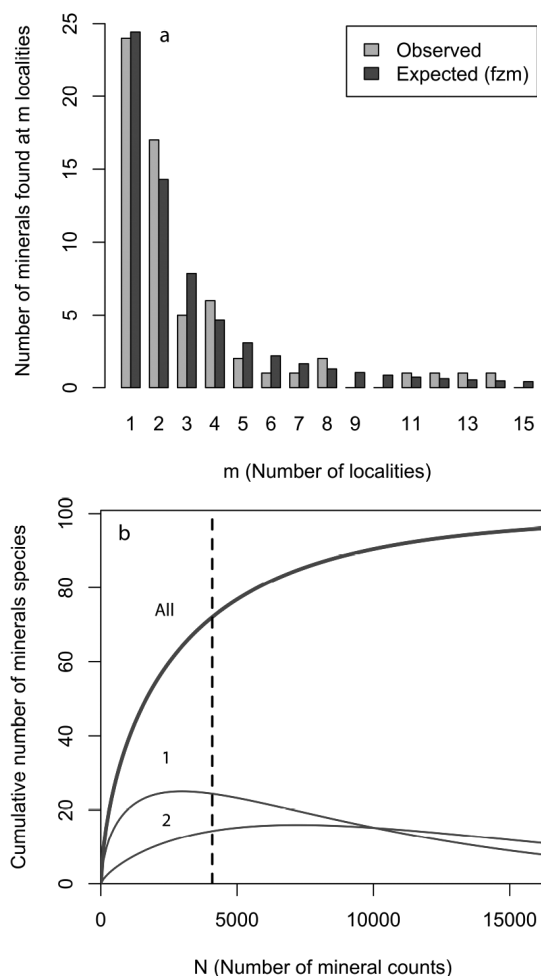 a
Observed
Expected (fzm)
Number of minerals found at m localities
25
20
15
10
5
0
1 2 3 4 5 6 7 8 9 11 13 15
m (Number of localities)
b
Cumulative number of minerals species
100
80
60
40
20
0
All
1
2
0 5000 10000 15000
N (Number of mineral counts)